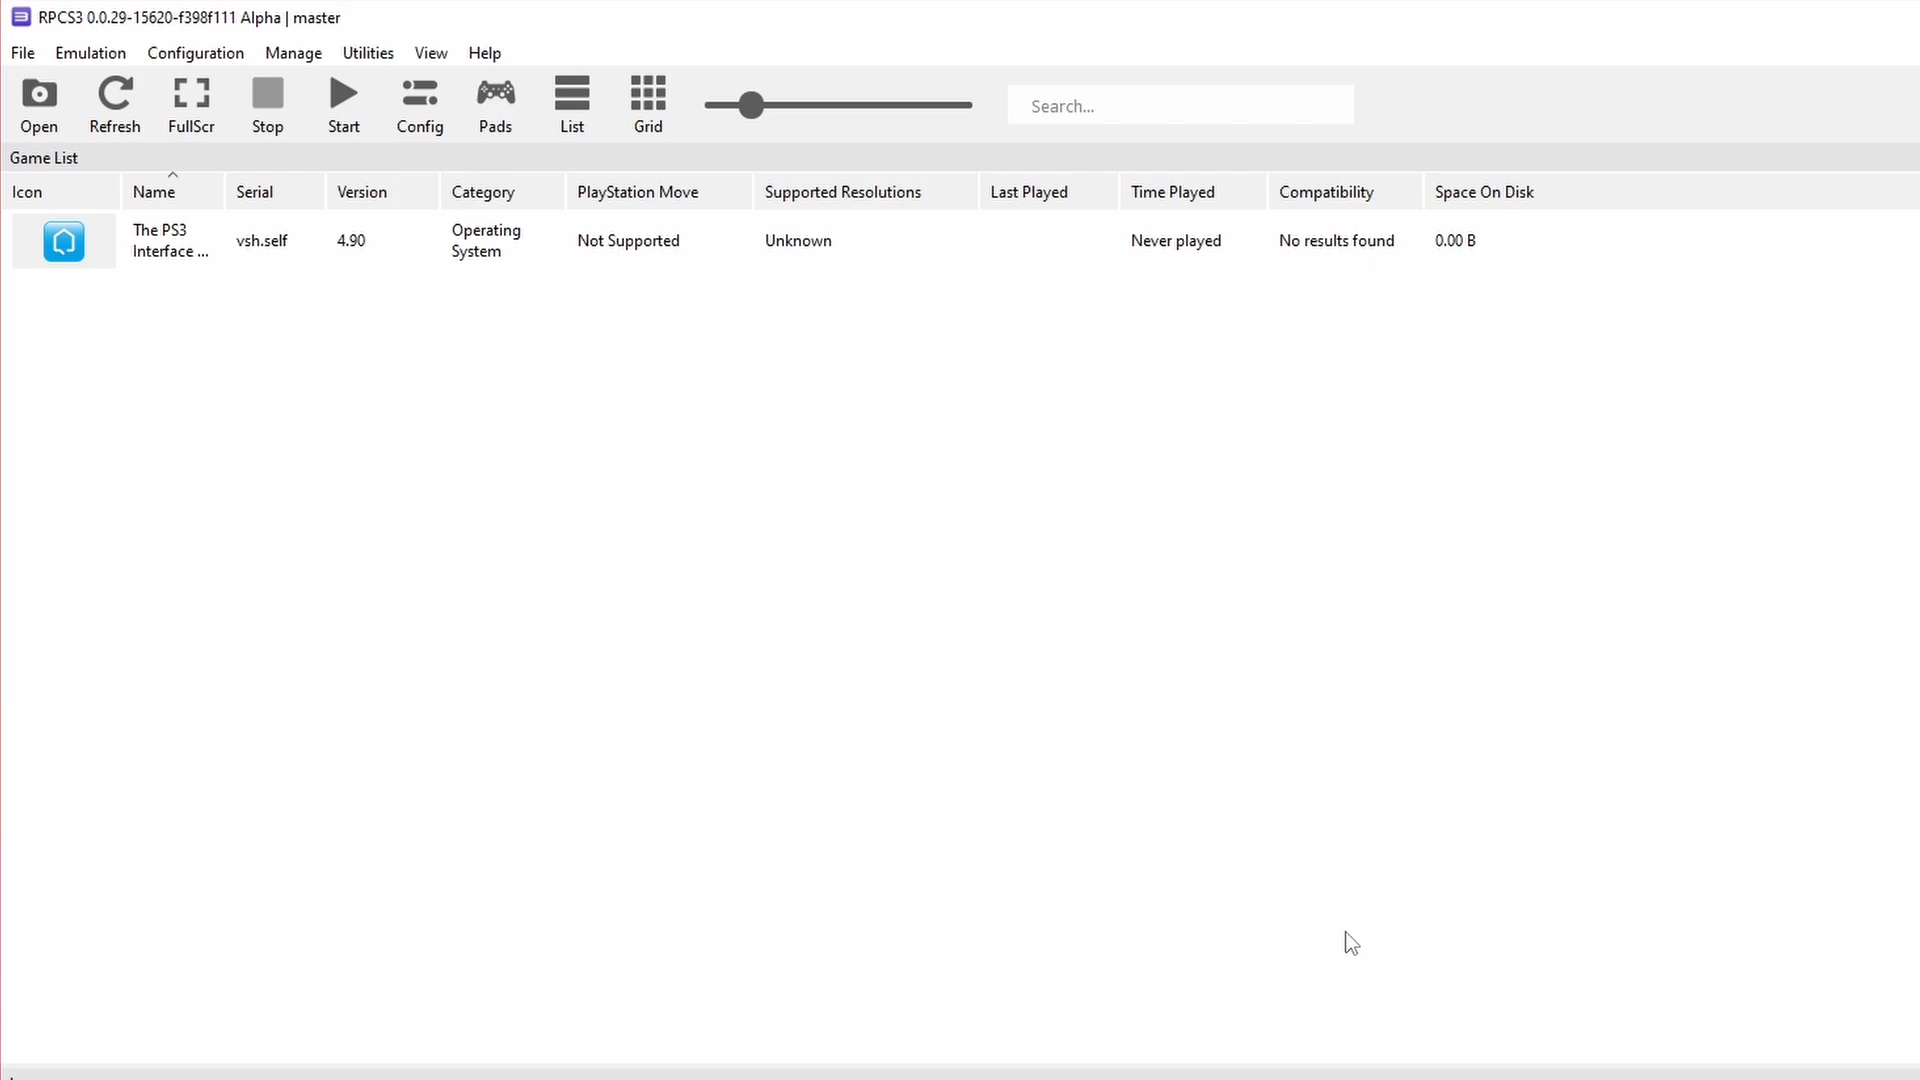 RPCS3 0.0.29-15620-f398f111 Alpha | master
File Emulation Configuration Manage Utilities View Help
Open Refresh FullScr Stop Start Config Pads List Grid Search...
Game List
Icon Name Serial Version Category PlayStation Move Supported Resolutions Last Played Time Played Compatibility Space On Disk
The PS3 Interface ... vsh.self 4.90 Operating System Not Supported Unknown Never played No results found 0.00 B